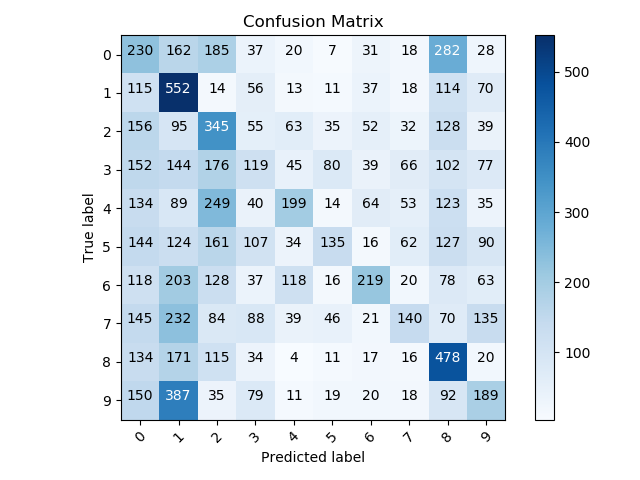 Confusion Matrix
0 230 162 185 37 20 7 31 18 282 28
1 115 552 14 56 13 11 37 18 114 70
2 156 95 345 55 63 35 52 32 128 39
3 152 144 176 119 45 80 39 66 102 77
4 134 89 249 40 199 14 64 53 123 35
5 144 124 161 107 34 135 16 62 127 90
6 118 203 128 37 118 16 219 20 78 63
7 145 232 84 88 39 46 21 140 70 135
8 134 171 115 34 4 11 17 16 478 20
9 150 387 35 79 11 19 20 18 92 189
0 1 2 3 4 5 6 7 8 9
Predicted label
True label
500
400
300
200
100